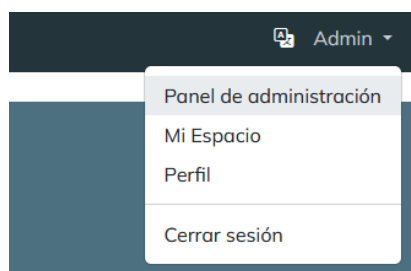 Admin
Panel de administración
Mi Espacio
Perfil
Cerrar sesión